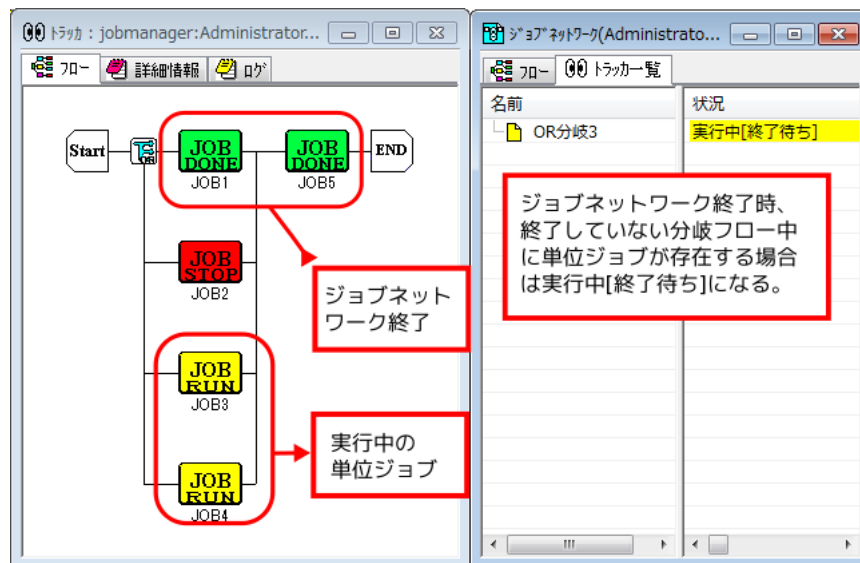 トラッカ : jobmanager:Administrator...
フロー 詳細情報 ログ
Start
OR
JOB
DONE
JOB1
JOB
DONE
JOB5
END
JOB
STOP
JOB2
ジョブネット
ワーク終了
JOB
RUN
JOB3
実行中の
単位ジョブ
JOB
RUN
JOB4
ジョブネットワーク(Administrato...
フロー トラッカ一覧
名前 状況
OR分岐3 実行中[終了待ち]
ジョブネットワーク終了時、
終了していない分岐フロー中
に単位ジョブが存在する場合
は実行中[終了待ち]になる。